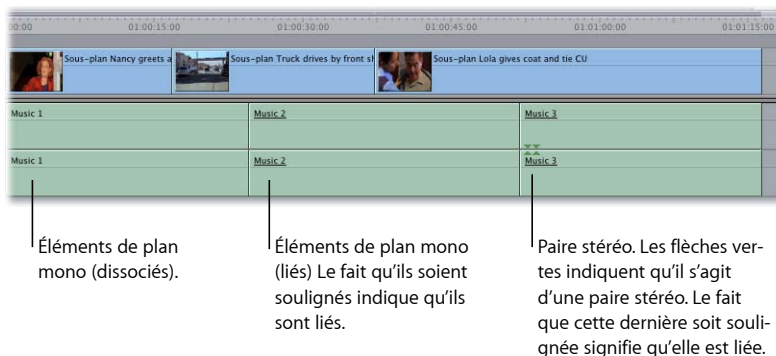 00:00 01:00:15:00 01:00:30:00 01:00:45:00 01:01:00:00 01:01:15:00
Sous-plan Nancy greets a Sous-plan Truck drives by front sh Sous-plan Lola gives coat and tie CU
Music 1 Music 2 Music 3
Music 1 Music 2 Music 3
Éléments de plan
mono (dissociés).
Éléments de plan mono
(liés) Le fait qu’ils soient
soulignés indique qu’ils
sont liés.
Paire stéréo. Les flèches ver-
tes indiquent qu’il s’agit
d’une paire stéréo. Le fait
que cette dernière soit souli-
gnée signifie qu’elle est liée.